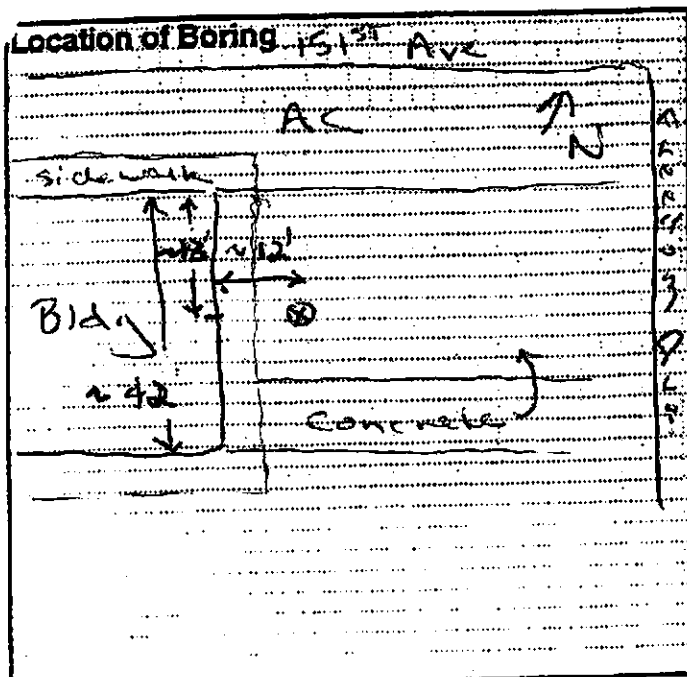 Location of Boring 151st Ave
AC
N
sidewalk
~12'
Bldg
~42
Concrete